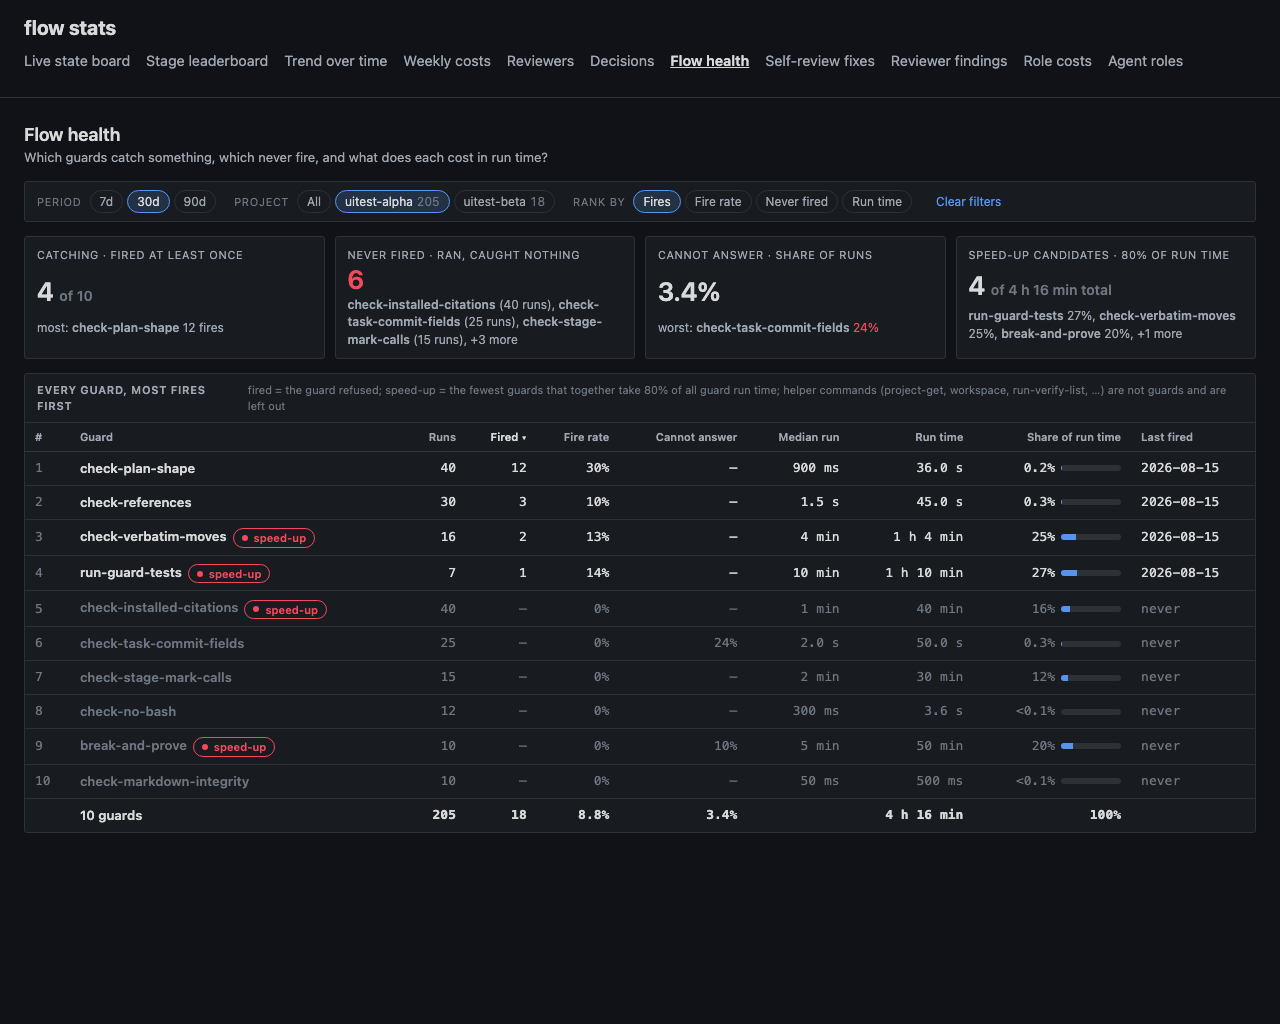 flow stats
Live state board Stage leaderboard Trend over time Weekly costs Reviewers Decisions Flow health Self-review fixes Reviewer findings Role costs Agent roles
Flow health
Which guards catch something, which never fire, and what does each cost in run time?
PERIOD 7d 30d 90d PROJECT All uitest-alpha 205 uitest-beta 18 RANK BY Fires Fire rate Never fired Run time Clear filters
CATCHING · FIRED AT LEAST ONCE
4 of 10
most: check-plan-shape 12 fires
NEVER FIRED · RAN, CAUGHT NOTHING
6
check-installed-citations (40 runs), check-
task-commit-fields (25 runs), check-stage-
mark-calls (15 runs), +3 more
CANNOT ANSWER · SHARE OF RUNS
3.4%
worst: check-task-commit-fields 24%
SPEED-UP CANDIDATES · 80% OF RUN TIME
4 of 4 h 16 min total
run-guard-tests 27%, check-verbatim-moves
25%, break-and-prove 20%, +1 more
EVERY GUARD, MOST FIRES
FIRST
fired = the guard refused; speed-up = the fewest guards that together take 80% of all guard run time; helper commands (project-get, workspace, run-verify-list, …) are not guards and are
left out
# Guard Runs Fired ▾ Fire rate Cannot answer Median run Run time Share of run time Last fired
1 check-plan-shape 40 12 30% — 900 ms 36.0 s 0.2% 2026-08-15
2 check-references 30 3 10% — 1.5 s 45.0 s 0.3% 2026-08-15
3 check-verbatim-moves speed-up 16 2 13% — 4 min 1 h 4 min 25% 2026-08-15
4 run-guard-tests speed-up 7 1 14% — 10 min 1 h 10 min 27% 2026-08-15
5 check-installed-citations speed-up 40 — 0% — 1 min 40 min 16% never
6 check-task-commit-fields 25 — 0% 24% 2.0 s 50.0 s 0.3% never
7 check-stage-mark-calls 15 — 0% — 2 min 30 min 12% never
8 check-no-bash 12 — 0% — 300 ms 3.6 s <0.1% never
9 break-and-prove speed-up 10 — 0% 10% 5 min 50 min 20% never
10 check-markdown-integrity 10 — 0% — 50 ms 500 ms <0.1% never
10 guards 205 18 8.8% 3.4% 4 h 16 min 100%